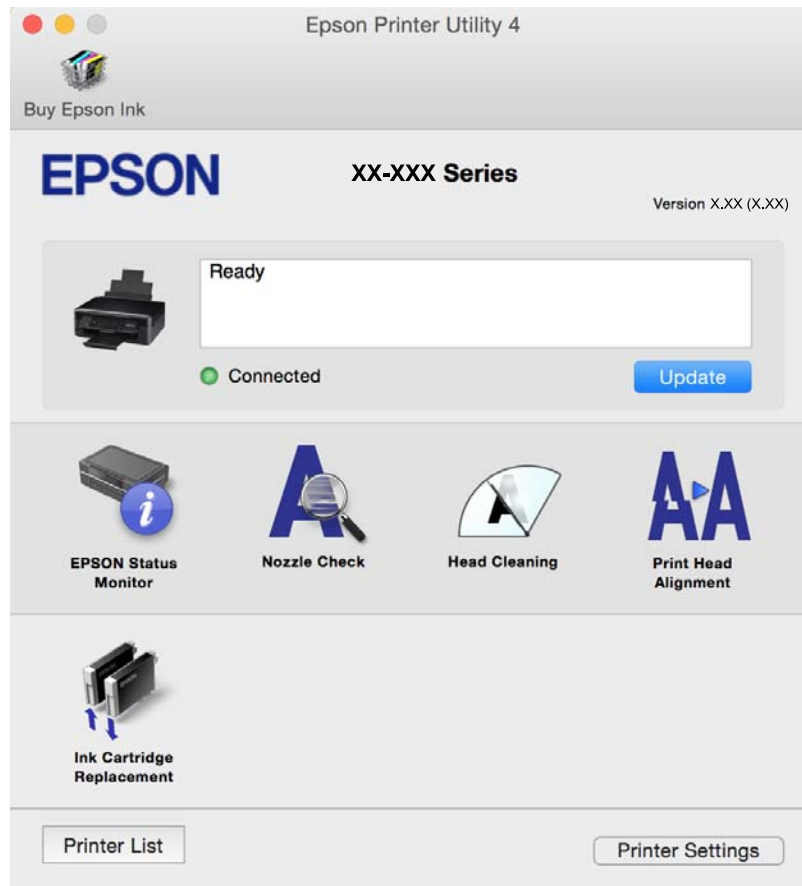 Epson Printer Utility 4
Buy Epson Ink
EPSON
XX-XXX Series
Version X.XX (X.XX)
Ready
Connected
Update
EPSON Status
Monitor
Nozzle Check
Head Cleaning
Print Head
Alignment
Ink Cartridge
Replacement
Printer List
Printer Settings